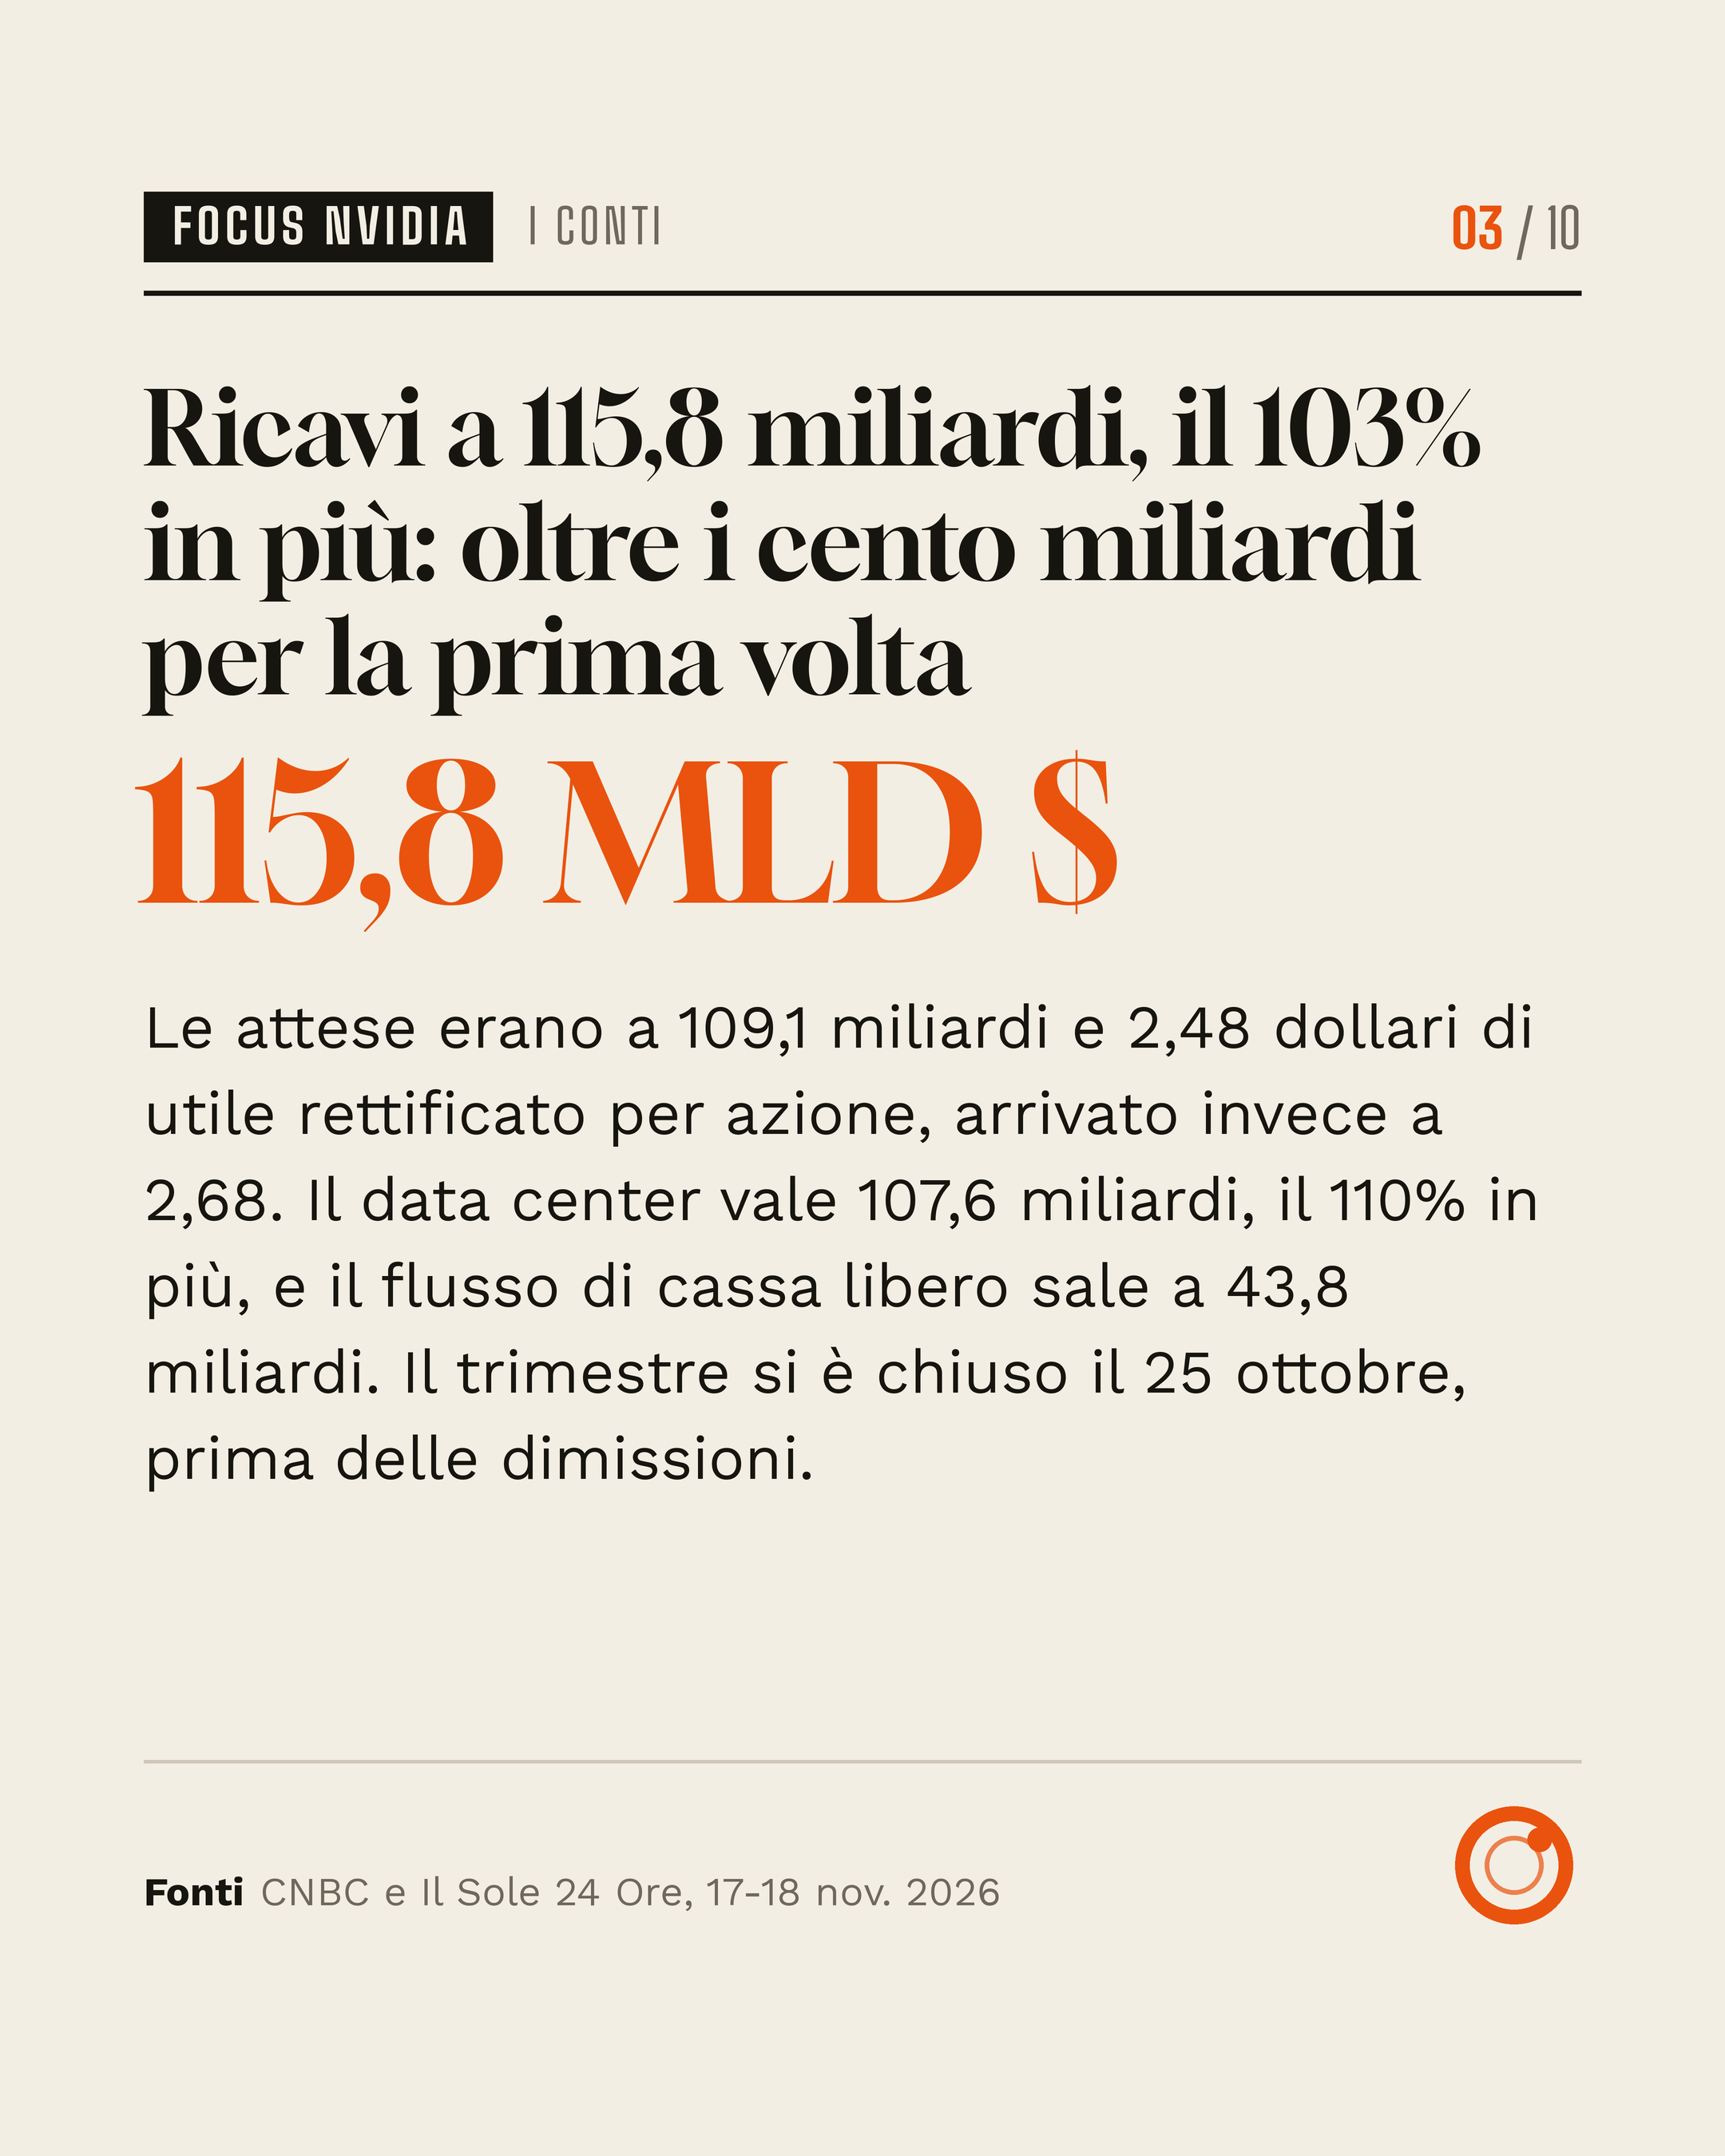 FOCUS NVIDIA I CONTI 03 / 10
Ricavi a 115,8 miliardi, il 103%
in più: oltre i cento miliardi
per la prima volta
115,8 MLD $
Le attese erano a 109,1 miliardi e 2,48 dollari di
utile rettificato per azione, arrivato invece a
2,68. Il data center vale 107,6 miliardi, il 110% in
più, e il flusso di cassa libero sale a 43,8
miliardi. Il trimestre si è chiuso il 25 ottobre,
prima delle dimissioni.
Fonti CNBC e Il Sole 24 Ore, 17-18 nov. 2026